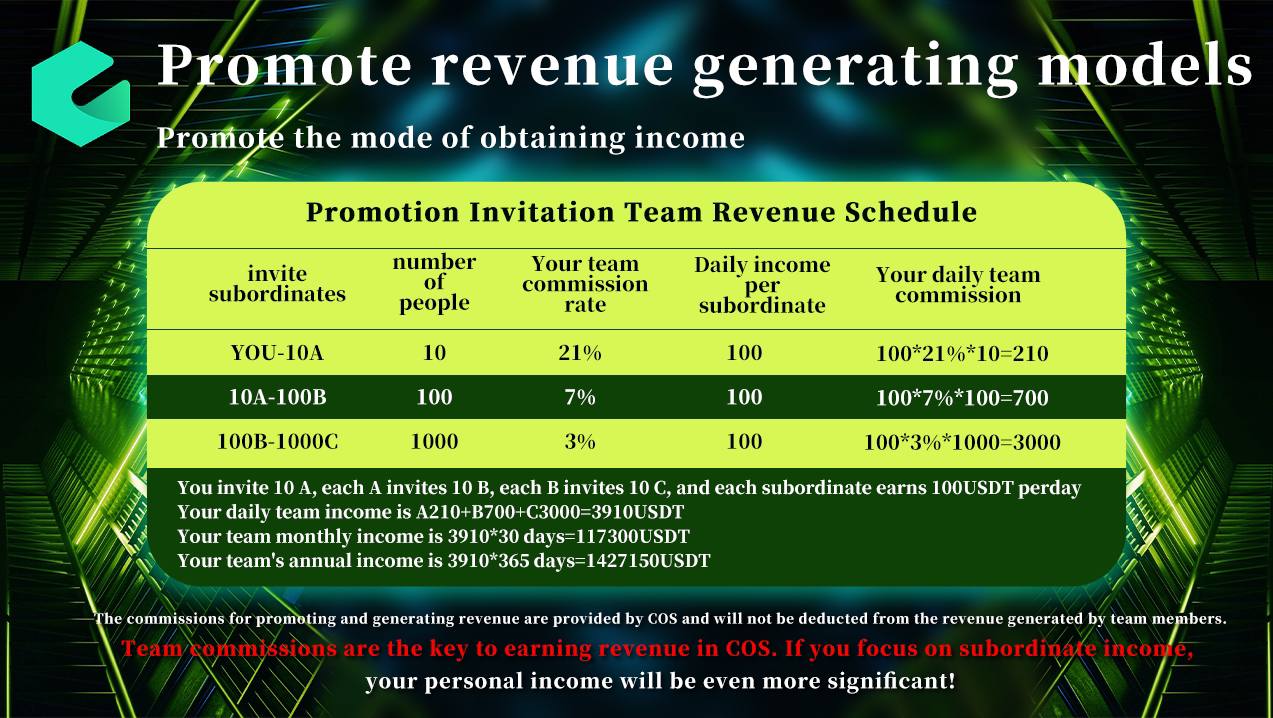 Promote revenue generating models
Promote the mode of obtaining income
Promotion Invitation Team Revenue Schedule
invite subordinates number of people Your team commission rate Daily income per subordinate Your daily team commission
YOU-10A 10 21% 100 100*21%*10=210
10A-100B 100 7% 100 100*7%*100=700
100B-1000C 1000 3% 100 100*3%*1000=3000
You invite 10 A, each A invites 10 B, each B invites 10 C, and each subordinate earns 100USDT perday
Your daily team income is A210+B700+C3000=3910USDT
Your team monthly income is 3910*30 days=117300USDT
Your team's annual income is 3910*365 days=1427150USDT
The commissions for promoting and generating revenue are provided by COS and will not be deducted from the revenue generated by team members.
Team commissions are the key to earning revenue in COS. If you focus on subordinate income,
your personal income will be even more significant!